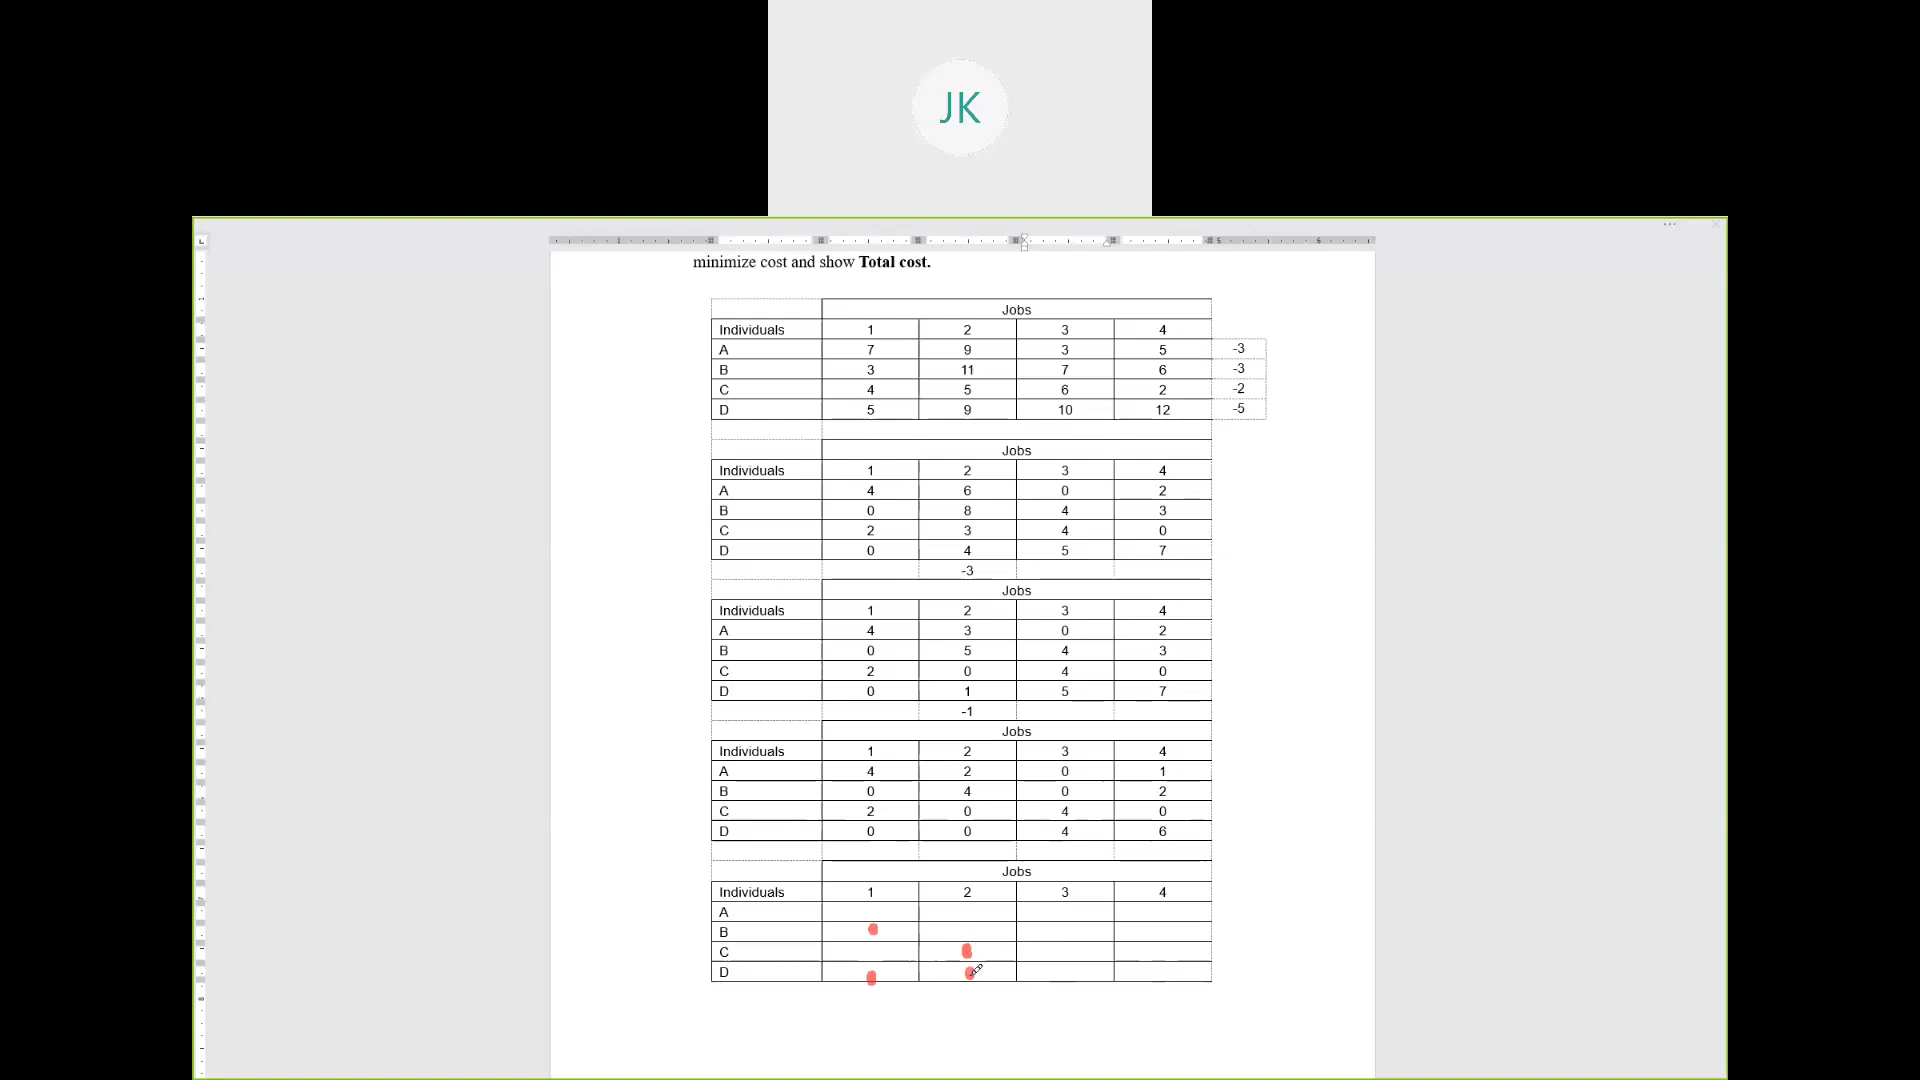 JK
minimize cost and show Total cost.
Jobs
Individuals 1 2 3 4
A 7 9 3 5 -3
B 3 11 7 6 -3
C 4 5 6 2 -2
D 5 9 10 12 -5
Jobs
Individuals 1 2 3 4
A 4 6 0 2
B 0 8 4 3
C 2 3 4 0
D 0 4 5 7
-3
Jobs
Individuals 1 2 3 4
A 4 3 0 2
B 0 5 4 3
C 2 0 4 0
D 0 1 5 7
-1
Jobs
Individuals 1 2 3 4
A 4 2 0 1
B 0 4 0 2
C 2 0 4 0
D 0 0 4 6
Jobs
Individuals 1 2 3 4
A
B
C
D